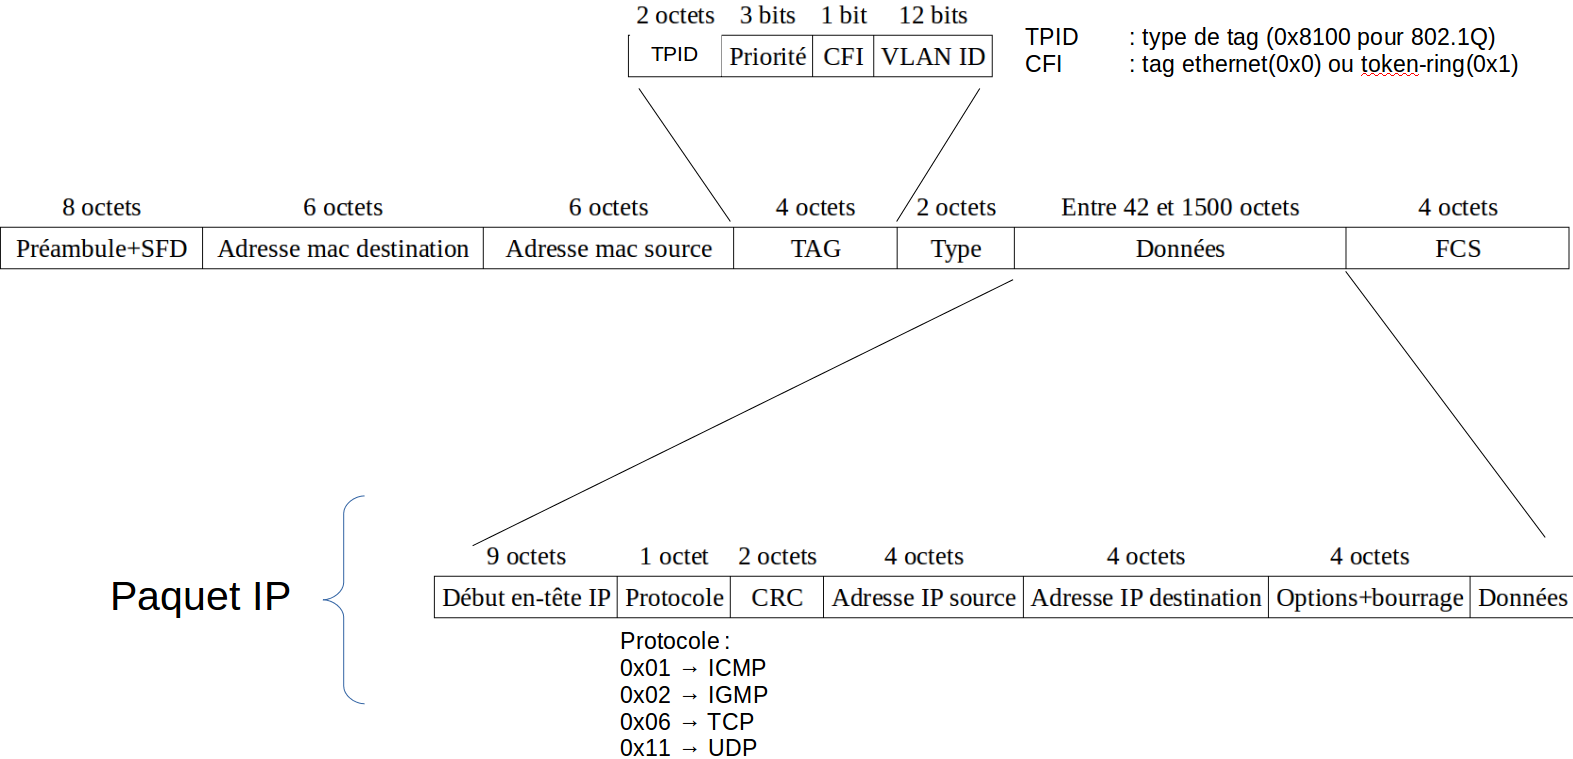 2 octets 3 bits 1 bit 12 bits
TPID Priorité CFI VLAN ID
TPID : type de tag (0x8100 pour 802.1Q)
CFI : tag ethernet(0x0) ou token-ring(0x1)
8 octets 6 octets 6 octets 4 octets 2 octets Entre 42 et 1500 octets 4 octets
Préambule+SFD Adresse mac destination Adresse mac source TAG Type Données FCS
Paquet IP
9 octets 1 octet 2 octets 4 octets 4 octets 4 octets
Début en-tête IP Protocole CRC Adresse IP source Adresse IP destination Options+bourrage Données
Protocole :
0x01 → ICMP
0x02 → IGMP
0x06 → TCP
0x11 → UDP